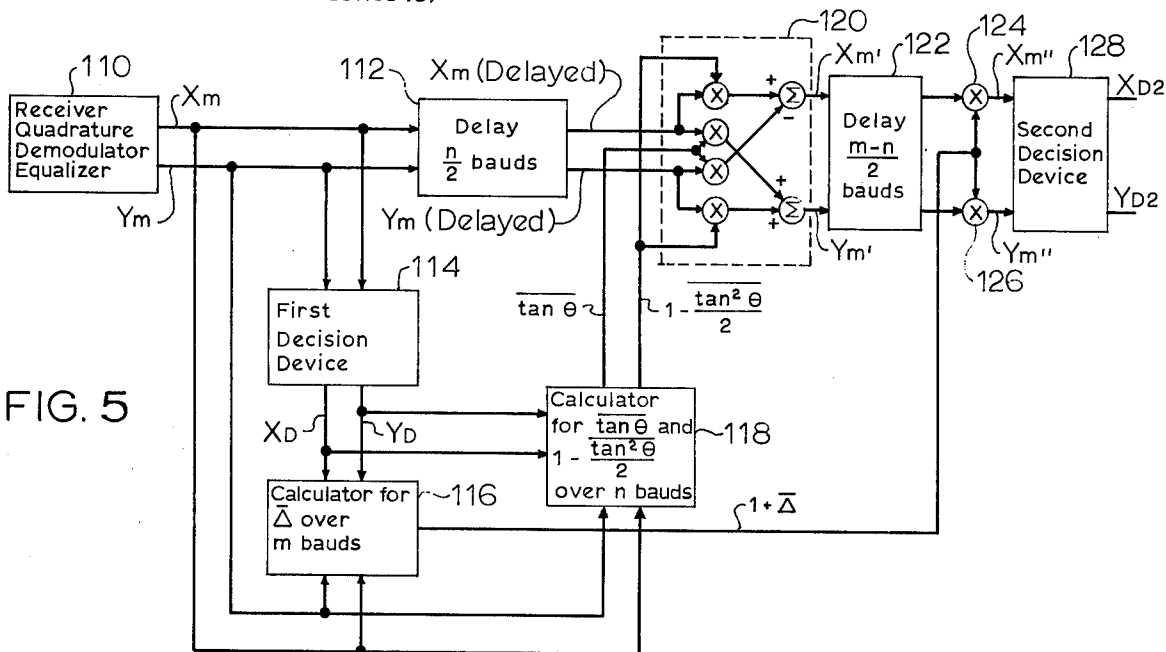 110
Receiver
Quadrature
Demodulator
Equalizer
Xm
Ym
112
Delay
n/2
bauds
Xm (Delayed)
Ym (Delayed)
120
X
X
X
X
+
Σ
-
+
Σ
+
Xm'
Ym'
122
Delay
m-n/2
bauds
124
X
Xm"
X
126
Ym"
128
Second
Decision
Device
XD2
YD2
114
First
Decision
Device
XD
YD
tan θ
1 - tan² θ/2
Calculator
for tan θ and
1 - tan² θ/2
over n bauds
118
Calculator for
Δ over
m bauds
116
1 + Δ
FIG. 5